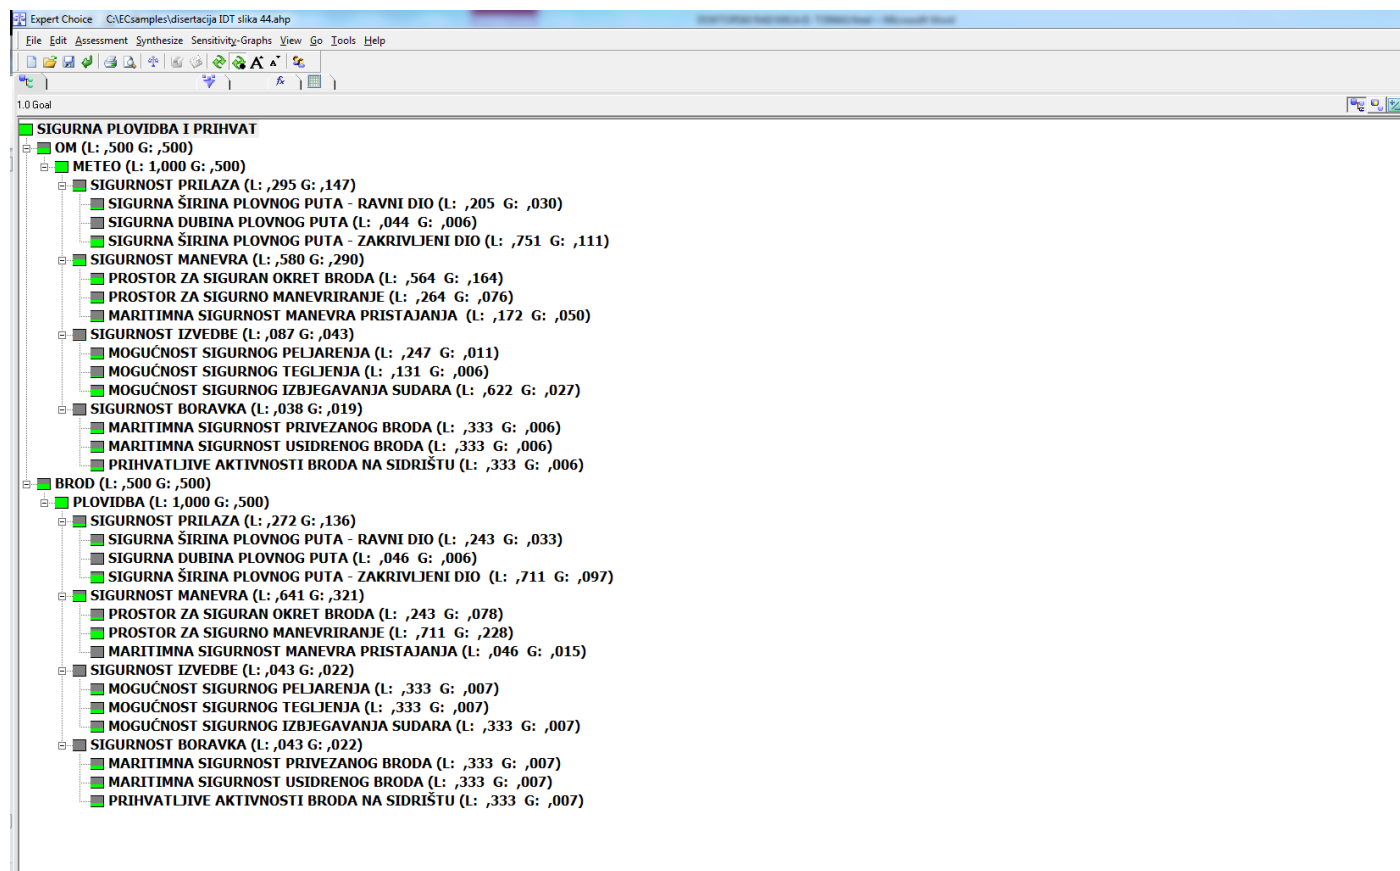 Expert Choice C:\ECsamples\disertacija IDT slika 44.ahp
File Edit Assessment Synthesize Sensitivity-Graphs View Go Tools Help
1.0 Goal
SIGURNA PLOVIDBA I PRIHVAT
OM (L: ,500 G: ,500)
METEO (L: 1,000 G: ,500)
SIGURNOST PRILAZA (L: ,295 G: ,147)
SIGURNA ŠIRINA PLOVNOG PUTA - RAVNI DIO (L: ,205 G: ,030)
SIGURNA DUBINA PLOVNOG PUTA (L: ,044 G: ,006)
SIGURNA ŠIRINA PLOVNOG PUTA - ZAKRIVLJENI DIO (L: ,751 G: ,111)
SIGURNOST MANEVRA (L: ,580 G: ,290)
PROSTOR ZA SIGURAN OKRET BRODA (L: ,564 G: ,164)
PROSTOR ZA SIGURNO MANEVRIRANJE (L: ,264 G: ,076)
MARITIMNA SIGURNOST MANEVRA PRISTAJANJA (L: ,172 G: ,050)
SIGURNOST IZVEDBE (L: ,087 G: ,043)
MOGUĆNOST SIGURNOG PELJARENJA (L: ,247 G: ,011)
MOGUĆNOST SIGURNOG TEGLJENJA (L: ,131 G: ,006)
MOGUĆNOST SIGURNOG IZBJEGAVANJA SUDARA (L: ,622 G: ,027)
SIGURNOST BORAVKA (L: ,038 G: ,019)
MARITIMNA SIGURNOST PRIVEZANOG BRODA (L: ,333 G: ,006)
MARITIMNA SIGURNOST USIDRENOG BRODA (L: ,333 G: ,006)
PRIHVATLJIVE AKTIVNOSTI BRODA NA SIDRIŠTU (L: ,333 G: ,006)
BROD (L: ,500 G: ,500)
PLOVIDBA (L: 1,000 G: ,500)
SIGURNOST PRILAZA (L: ,272 G: ,136)
SIGURNA ŠIRINA PLOVNOG PUTA - RAVNI DIO (L: ,243 G: ,033)
SIGURNA DUBINA PLOVNOG PUTA (L: ,046 G: ,006)
SIGURNA ŠIRINA PLOVNOG PUTA - ZAKRIVLJENI DIO (L: ,711 G: ,097)
SIGURNOST MANEVRA (L: ,641 G: ,321)
PROSTOR ZA SIGURAN OKRET BRODA (L: ,243 G: ,078)
PROSTOR ZA SIGURNO MANEVRIRANJE (L: ,711 G: ,228)
MARITIMNA SIGURNOST MANEVRA PRISTAJANJA (L: ,046 G: ,015)
SIGURNOST IZVEDBE (L: ,043 G: ,022)
MOGUĆNOST SIGURNOG PELJARENJA (L: ,333 G: ,007)
MOGUĆNOST SIGURNOG TEGLJENJA (L: ,333 G: ,007)
MOGUĆNOST SIGURNOG IZBJEGAVANJA SUDARA (L: ,333 G: ,007)
SIGURNOST BORAVKA (L: ,043 G: ,022)
MARITIMNA SIGURNOST PRIVEZANOG BRODA (L: ,333 G: ,007)
MARITIMNA SIGURNOST USIDRENOG BRODA (L: ,333 G: ,007)
PRIHVATLJIVE AKTIVNOSTI BRODA NA SIDRIŠTU (L: ,333 G: ,007)